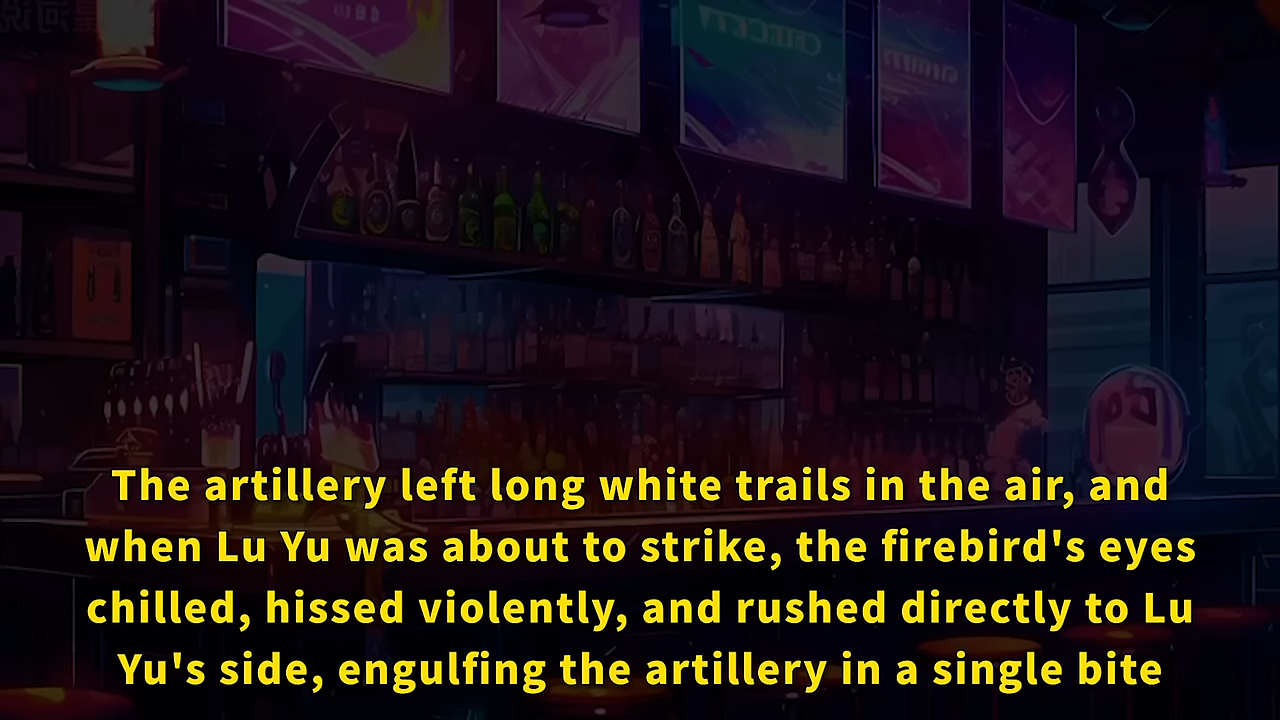 The artillery left long white trails in the air, and
when Lu Yu was about to strike, the firebird's eyes
chilled, hissed violently, and rushed directly to Lu
Yu's side, engulfing the artillery in a single bite